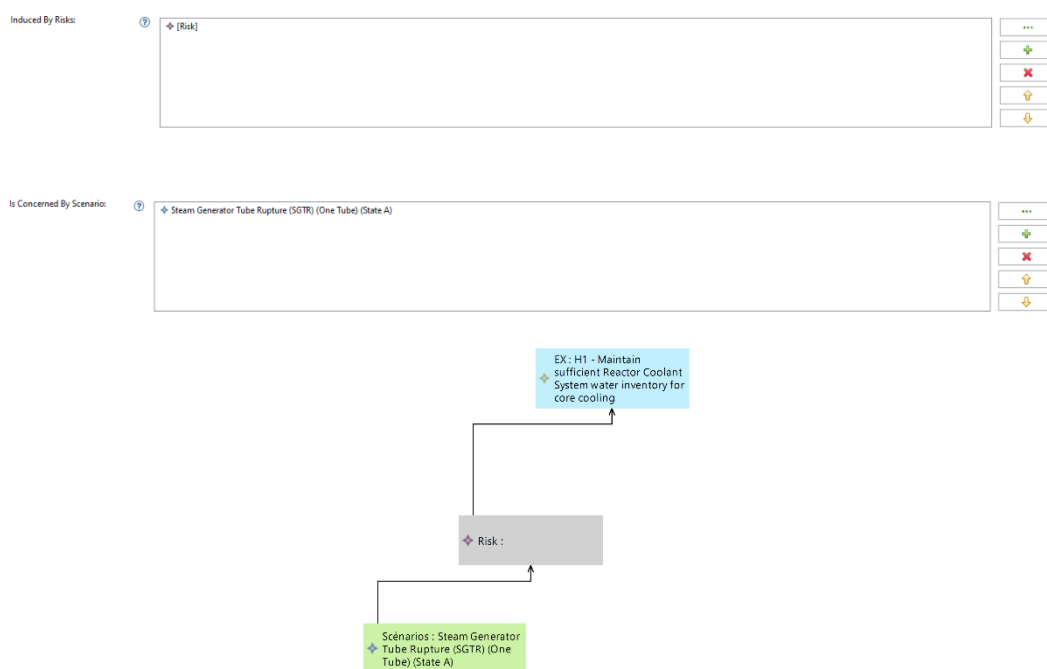 Induced By Risks:
[Risk]
Is Concerned By Scenario:
Steam Generator Tube Rupture (SGTR) (One Tube) (State A)
EX : H1 - Maintain
sufficient Reactor Coolant
System water inventory for
core cooling
Risk :
Scénarios : Steam Generator
Tube Rupture (SGTR) (One
Tube) (State A)